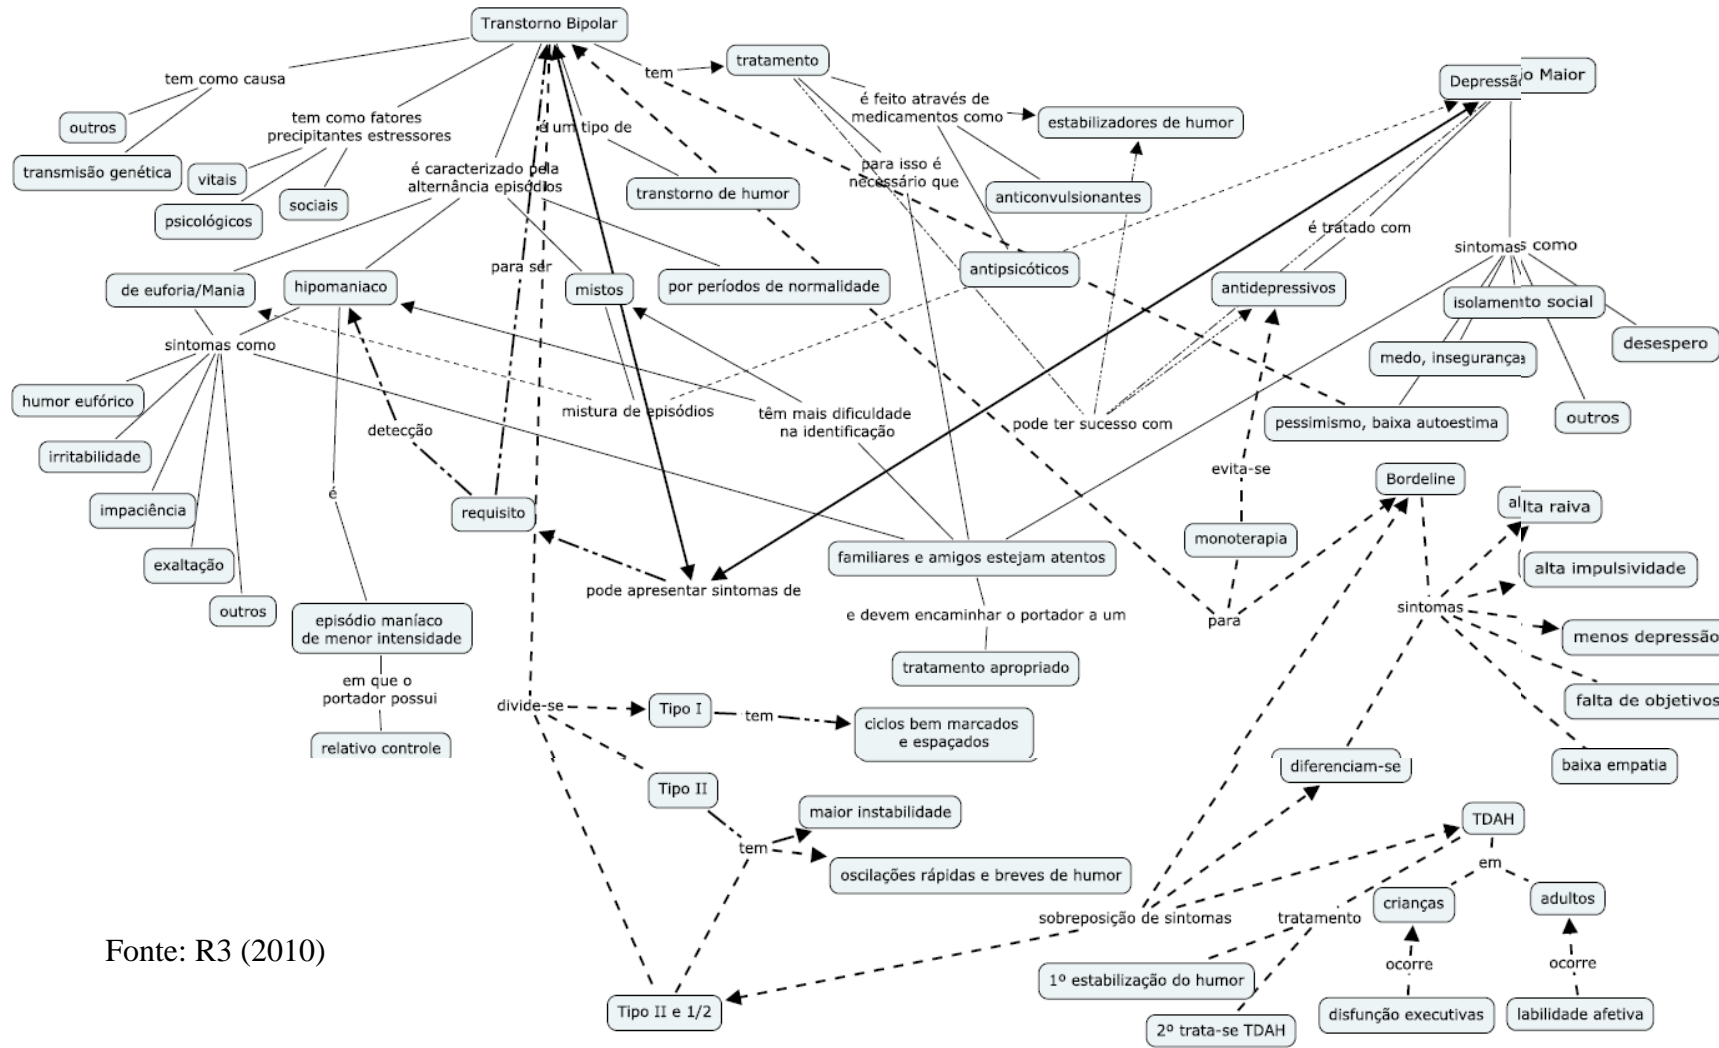 Transtorno Bipolar
tem
tratamento
Depressão Maior
tem como causa
outros
transmissão genética
tem como fatores
precipitantes estressores
vitais
psicológicos
sociais
é um tipo de
transtorno de humor
é caracterizado pela
alternância episódios
é feito através de
medicamentos como
estabilizadores de humor
para isso é
necessário que
anticonvulsionantes
antipsicóticos
é tratado com
antidepressivos
sintomas como
isolamento social
medo, insegurança
pessimismo, baixa autoestima
outros
desespero
para ser
de euforia/Mania
hipomaniaco
mistos
por períodos de normalidade
sintomas como
humor eufórico
irritabilidade
impaciência
exaltação
outros
detecção
é
mistura de episódios
têm mais dificuldade
na identificação
pode ter sucesso com
evita-se
requisito
monoterapia
Bordeline
alta raiva
alta impulsividade
sintomas
menos depressão
falta de objetivos
baixa empatia
familiares e amigos estejam atentos
pode apresentar sintomas de
para
e devem encaminhar o portador a um
tratamento apropriado
episódio maníaco
de menor intensidade
em que o
portador possui
relativo controle
divide-se
Tipo I
tem
ciclos bem marcados
e espaçados
diferenciam-se
Tipo II
tem
maior instabilidade
oscilações rápidas e breves de humor
TDAH
em
crianças
adultos
sobreposição de sintomas
tratamento
ocorre
ocorre
1º estabilização do humor
2º trata-se TDAH
disfunção executivas
labilidade afetiva
Tipo II e 1/2
Fonte: R3 (2010)